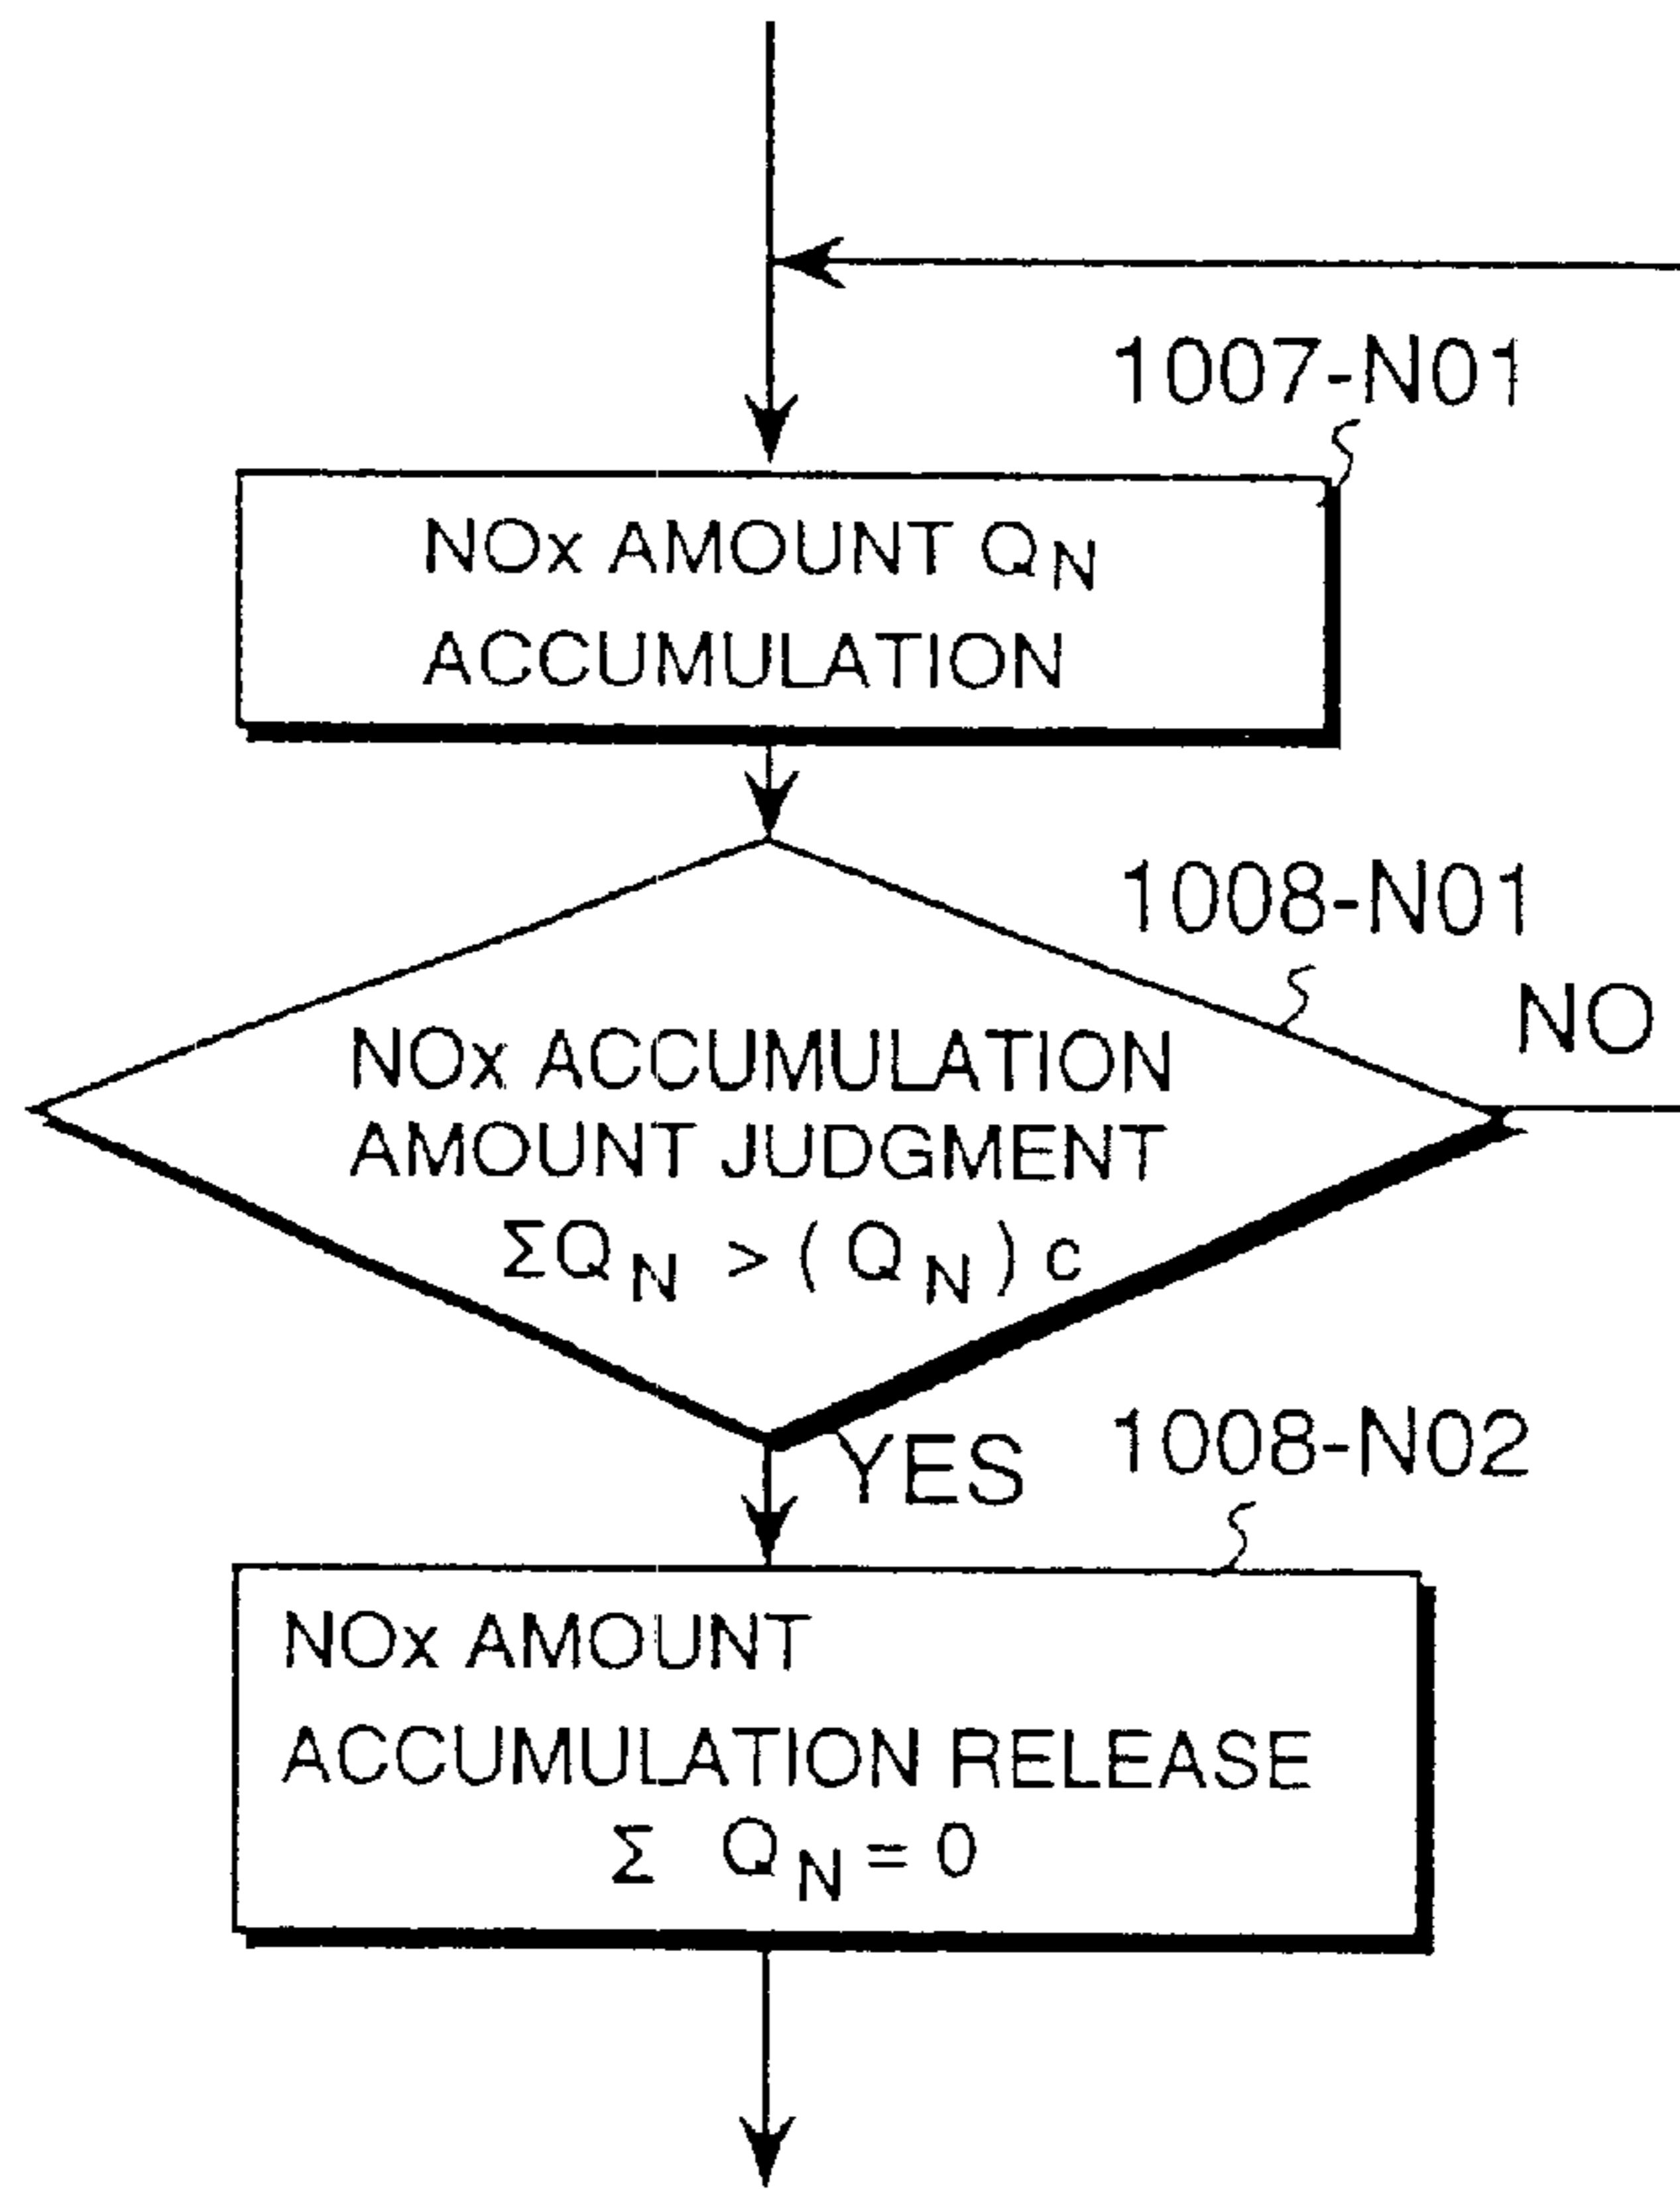 1007-N01
NOx AMOUNT QN
ACCUMULATION
1008-N01
NO
NOx ACCUMULATION
AMOUNT JUDGMENT
ΣQN > (QN) c
YES
1008-N02
NOx AMOUNT
ACCUMULATION RELEASE
Σ QN = 0